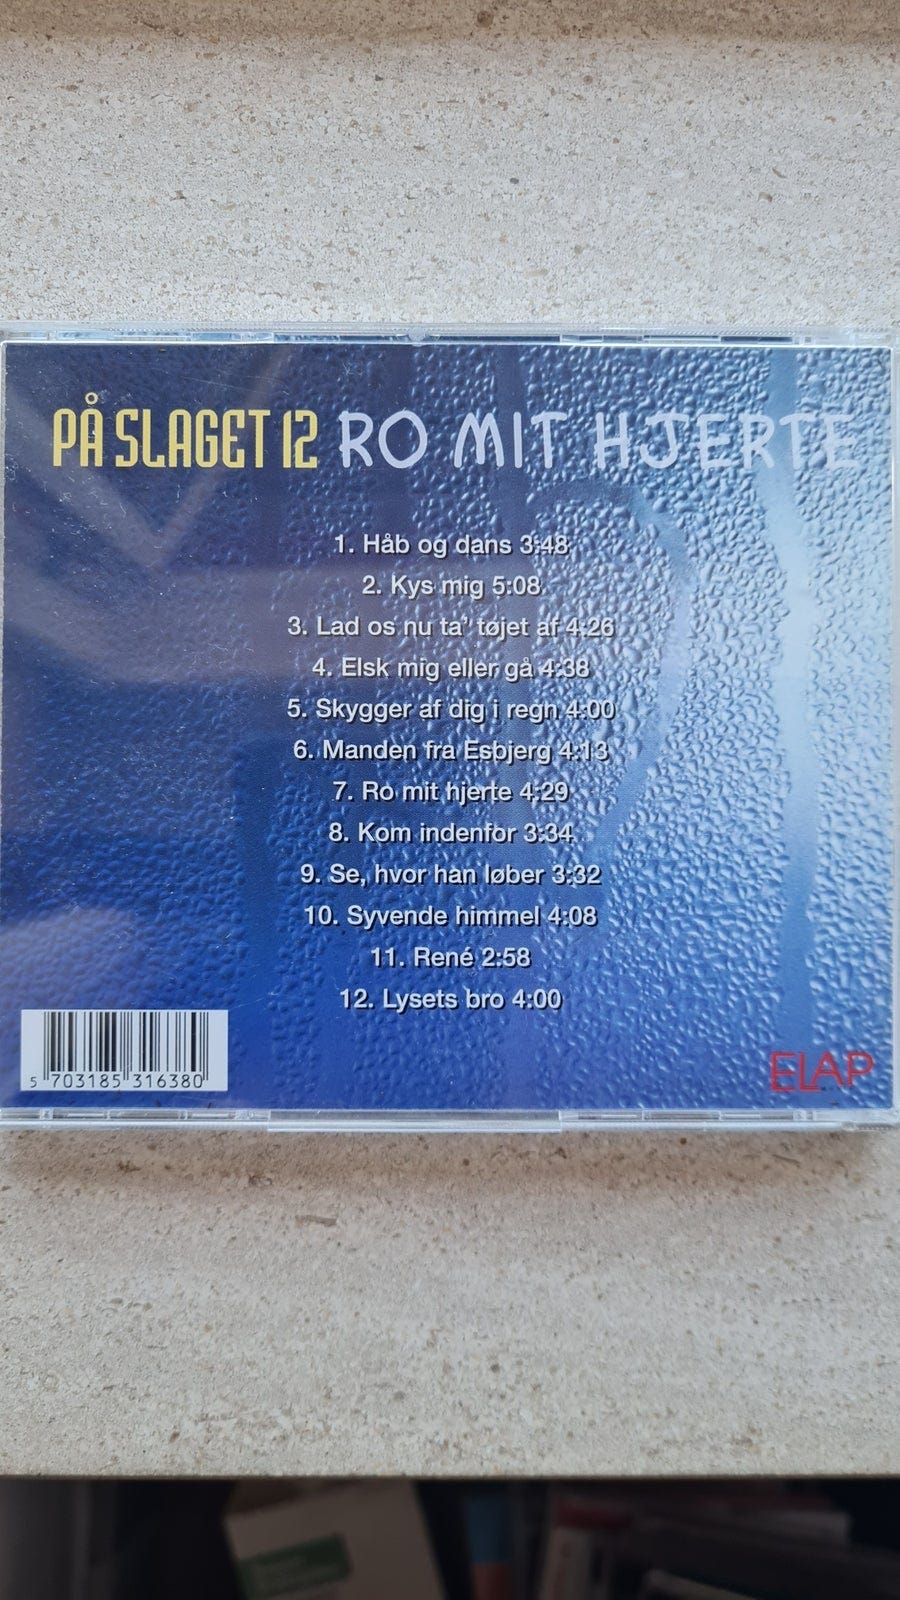 PÅ SLAGET 12 RO MIT HJERTE
1. Håb og dans 3:48
2. Kys mig 5:08
3. Lad os nu ta' tøjet af 4:26
4. Elsk mig eller gå 4:38
5. Skygger af dig i regn 4:00
6. Manden fra Esbjerg 4:13
7. Ro mit hjerte 4:29
8. Kom indenfor 3:34
9. Se, hvor han løber 3:32
10. Syvende himmel 4:08
11. René 2:58
12. Lysets bro 4:00
5 703185 316380
ELAP